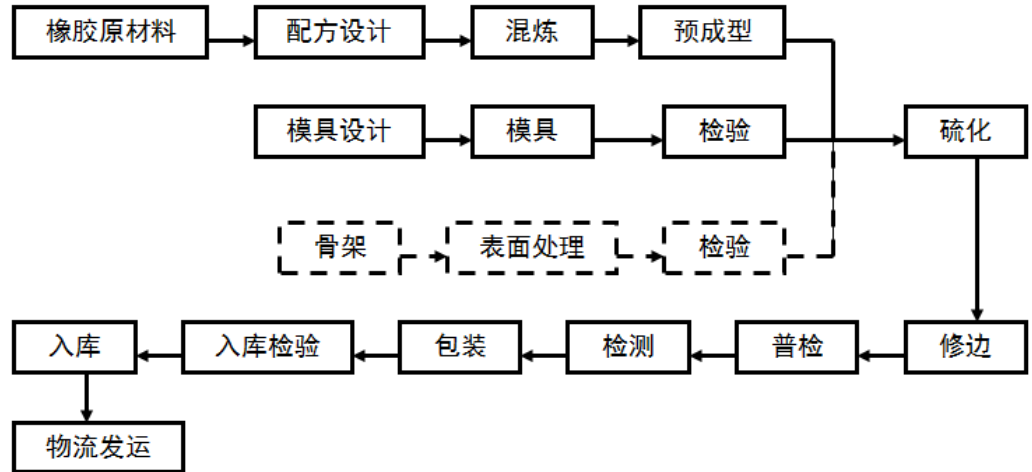 橡胶原材料
配方设计
混炼
预成型
模具设计
模具
检验
硫化
骨架
表面处理
检验
入库
入库检验
包装
检测
普检
修边
物流发运